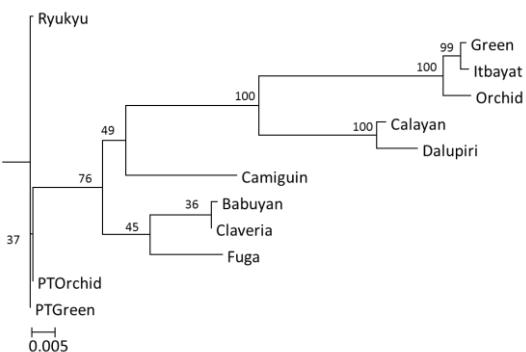 Ryukyu
99
Green
100
Itbayat
Orchid
100
100
Calayan
49
Dalupiri
76
Camiguin
36
Babuyan
45
Claveria
37
Fuga
PTOrchid
PTGreen
0.005